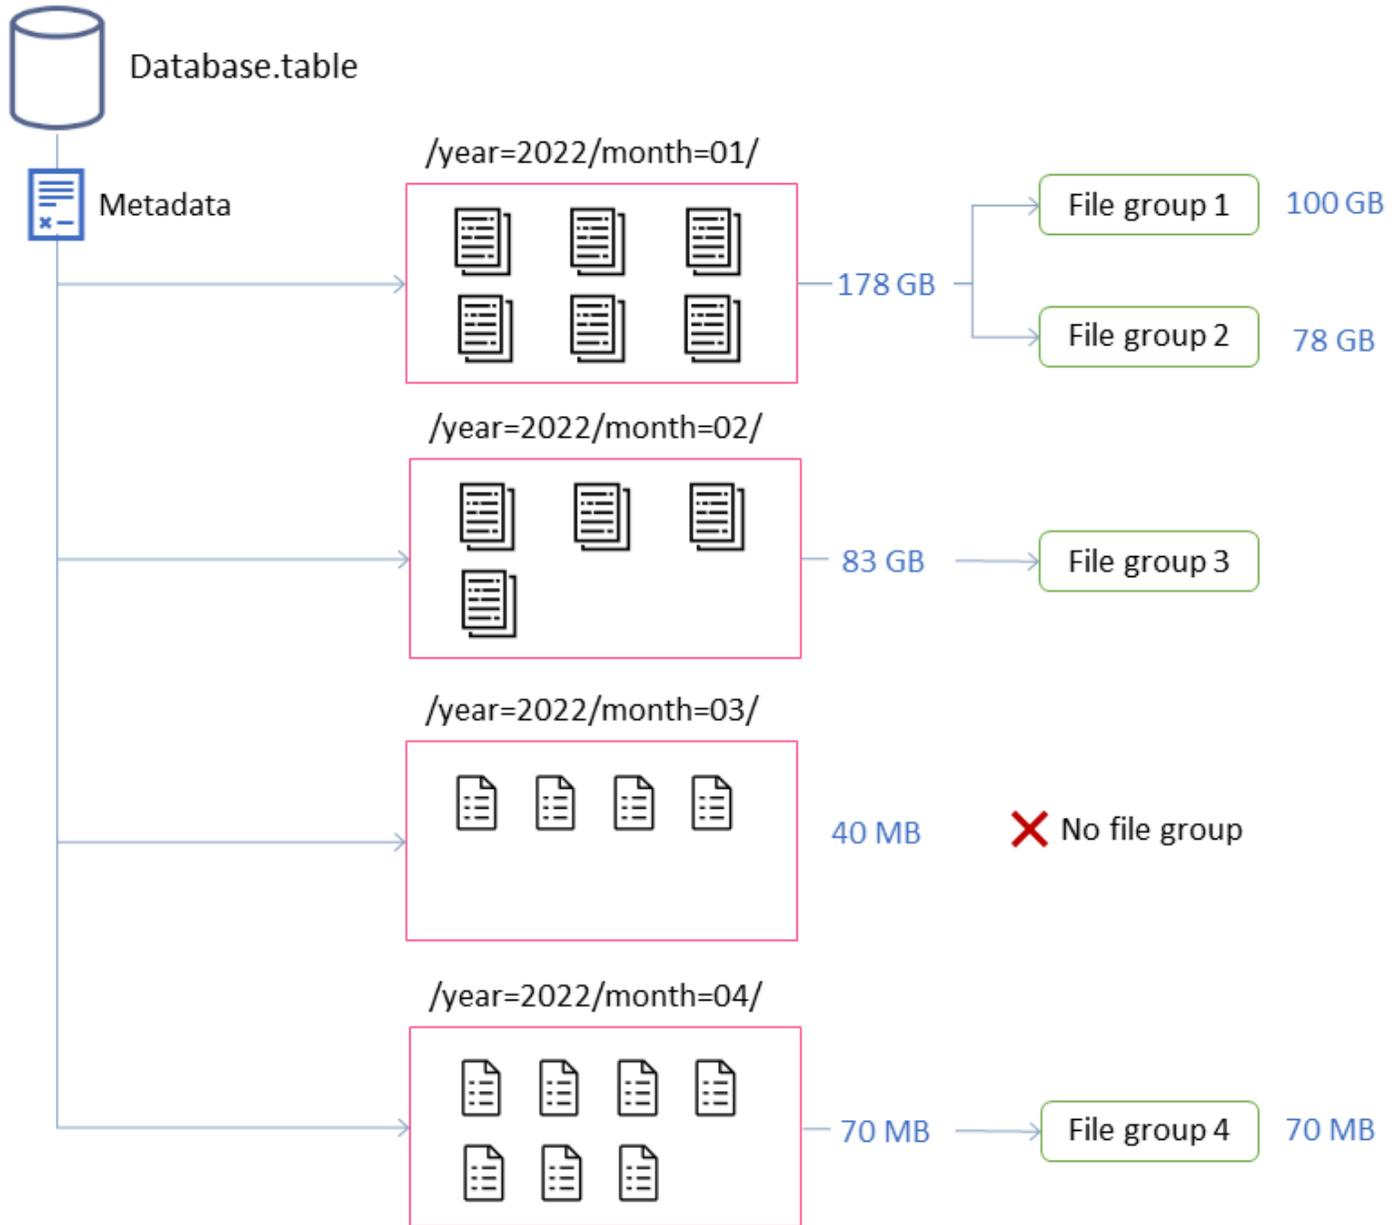 Database.table
Metadata
/year=2022/month=01/
178 GB
File group 1
100 GB
File group 2
78 GB
/year=2022/month=02/
83 GB
File group 3
/year=2022/month=03/
40 MB
No file group
/year=2022/month=04/
70 MB
File group 4
70 MB